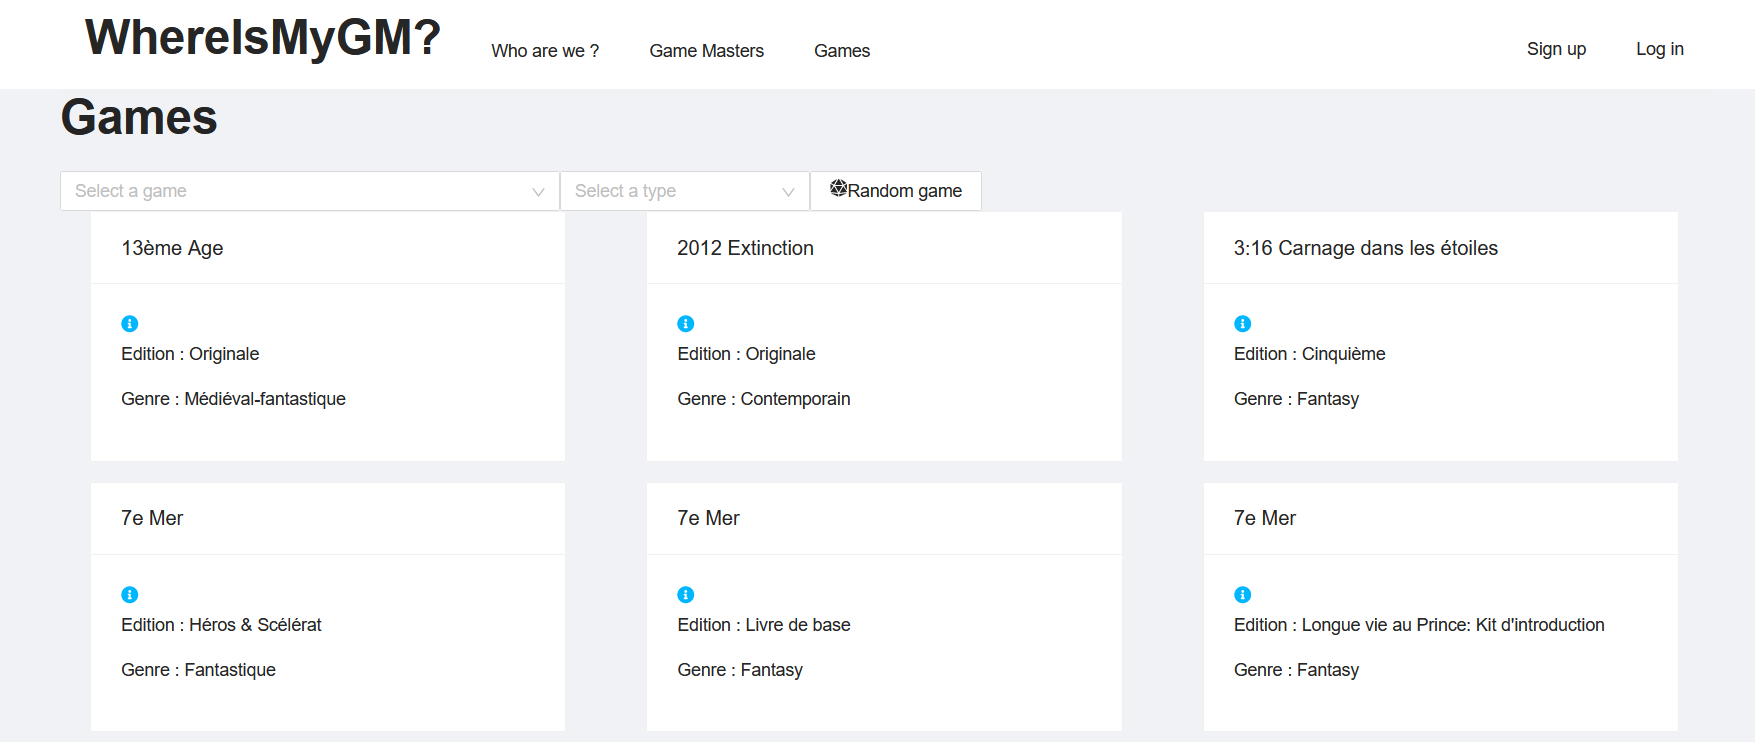 WhereIsMyGM?
Who are we ?
Game Masters
Games
Sign up
Log in
Games
Select a game
Select a type
Random game
13ème Age
Edition : Originale
Genre : Médiéval-fantastique
2012 Extinction
Edition : Originale
Genre : Contemporain
3:16 Carnage dans les étoiles
Edition : Cinquième
Genre : Fantasy
7e Mer
Edition : Héros & Scélérat
Genre : Fantastique
7e Mer
Edition : Livre de base
Genre : Fantasy
7e Mer
Edition : Longue vie au Prince: Kit d'introduction
Genre : Fantasy